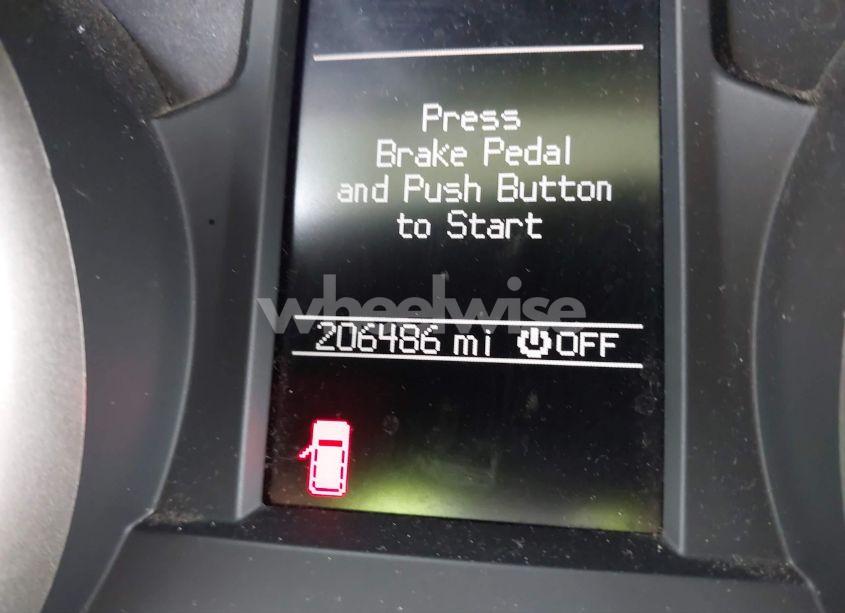 Press
Brake Pedal
and Push Button
to Start
wheelwise
206486 mi OFF